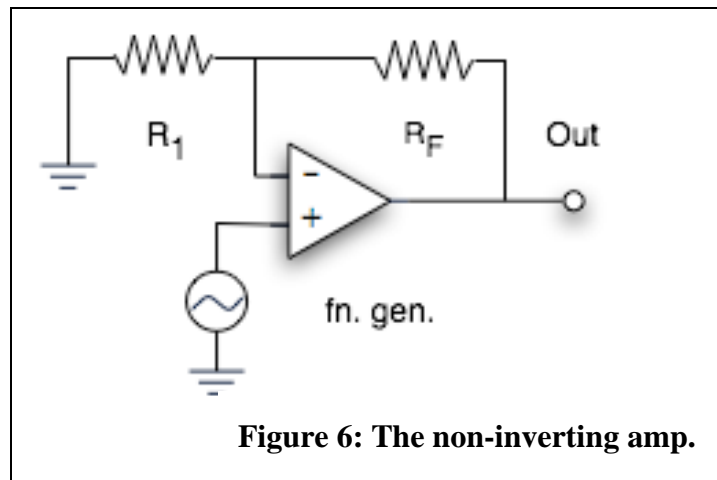 R1
RF
Out
-
+
fn. gen.
Figure 6: The non-inverting amp.